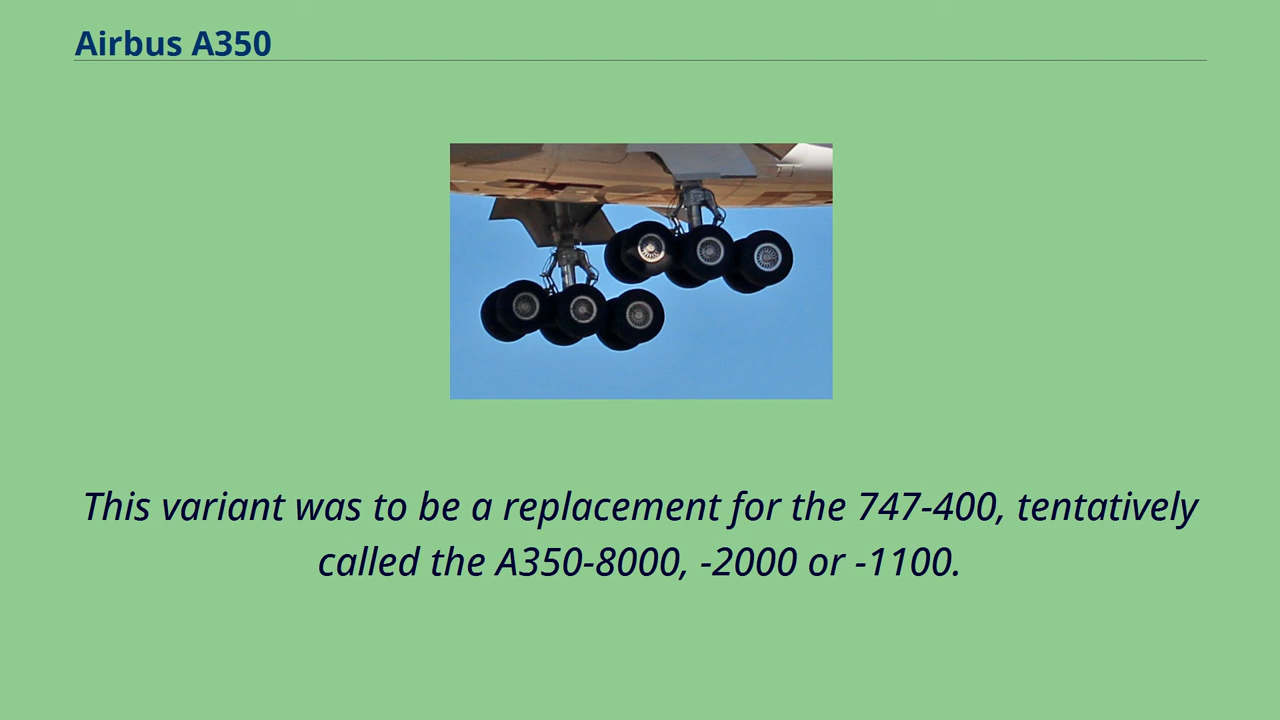 Airbus A350
This variant was to be a replacement for the 747-400, tentatively
called the A350-8000, -2000 or -1100.